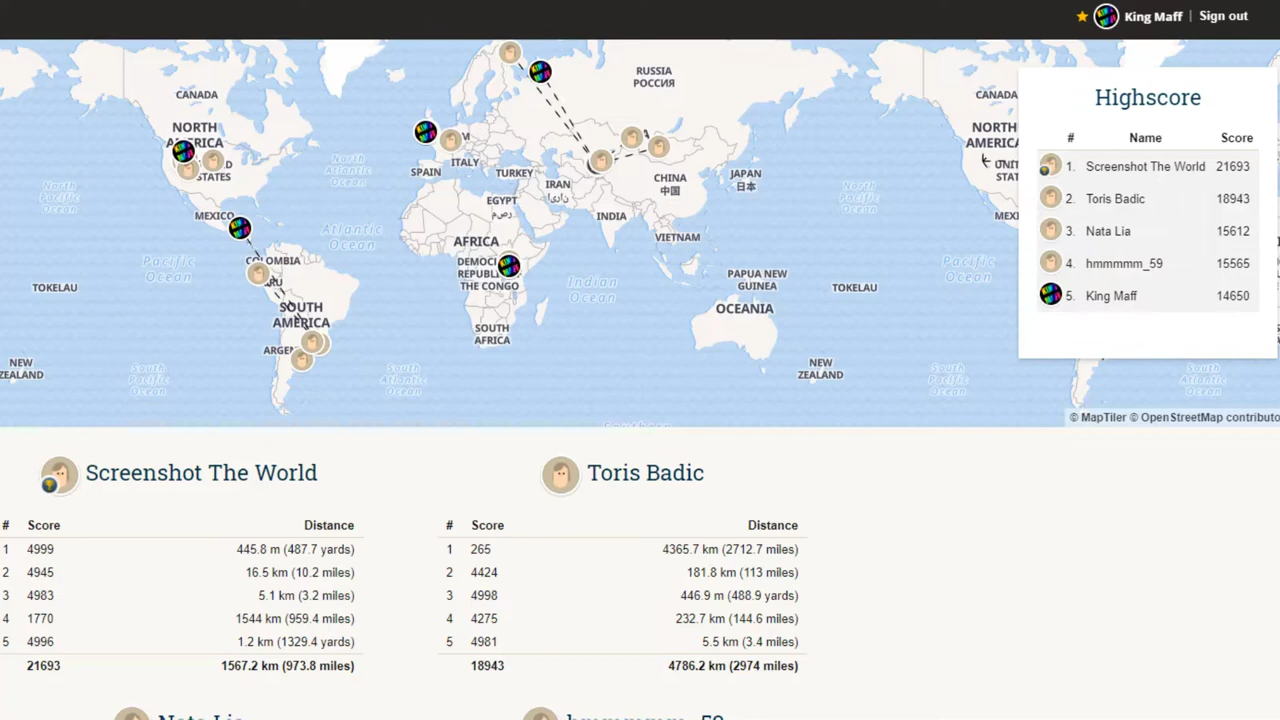 King Maff | Sign out
RUSSIA
РОССИЯ
CANADA
NORTH
AMERICA
STATES
MEXICO
North
Atlantic
Ocean
Atlantic
Ocean
North
Pacific
Ocean
Pacific
Ocean
TOKELAU
COLOMBIA
SOUTH
AMERICA
NEW
ZEALAND
South
Pacific
Ocean
South
Atlantic
Ocean
SPAIN
ITALY
TURKEY
EGYPT
IRAN
ایران
AFRICA
THE CONGO
SOUTH
AFRICA
CHINA
中国
JAPAN
日本
INDIA
VIETNAM
Indian
Ocean
PAPUA NEW
GUINEA
OCEANIA
North
Pacific
Ocean
Pacific
Ocean
TOKELAU
NEW
ZEALAND
South
Pacific
Ocean
South
Atlantic
Ocean
CANADA
Highscore
# Name Score
1. Screenshot The World 21693
2. Toris Badic 18943
3. Nata Lia 15612
4. hmmmmm_59 15565
5. King Maff 14650
© MapTiler © OpenStreetMap contributo
Screenshot The World
# Score Distance
1 4999 445.8 m (487.7 yards)
2 4945 16.5 km (10.2 miles)
3 4983 5.1 km (3.2 miles)
4 1770 1544 km (959.4 miles)
5 4996 1.2 km (1329.4 yards)
21693 1567.2 km (973.8 miles)
Toris Badic
# Score Distance
1 265 4365.7 km (2712.7 miles)
2 4424 181.8 km (113 miles)
3 4998 446.9 m (488.9 yards)
4 4275 232.7 km (144.6 miles)
5 4981 5.5 km (3.4 miles)
18943 4786.2 km (2974 miles)